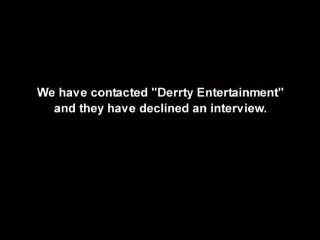 We have contacted "Derrty Entertainment"
and they have declined an interview.